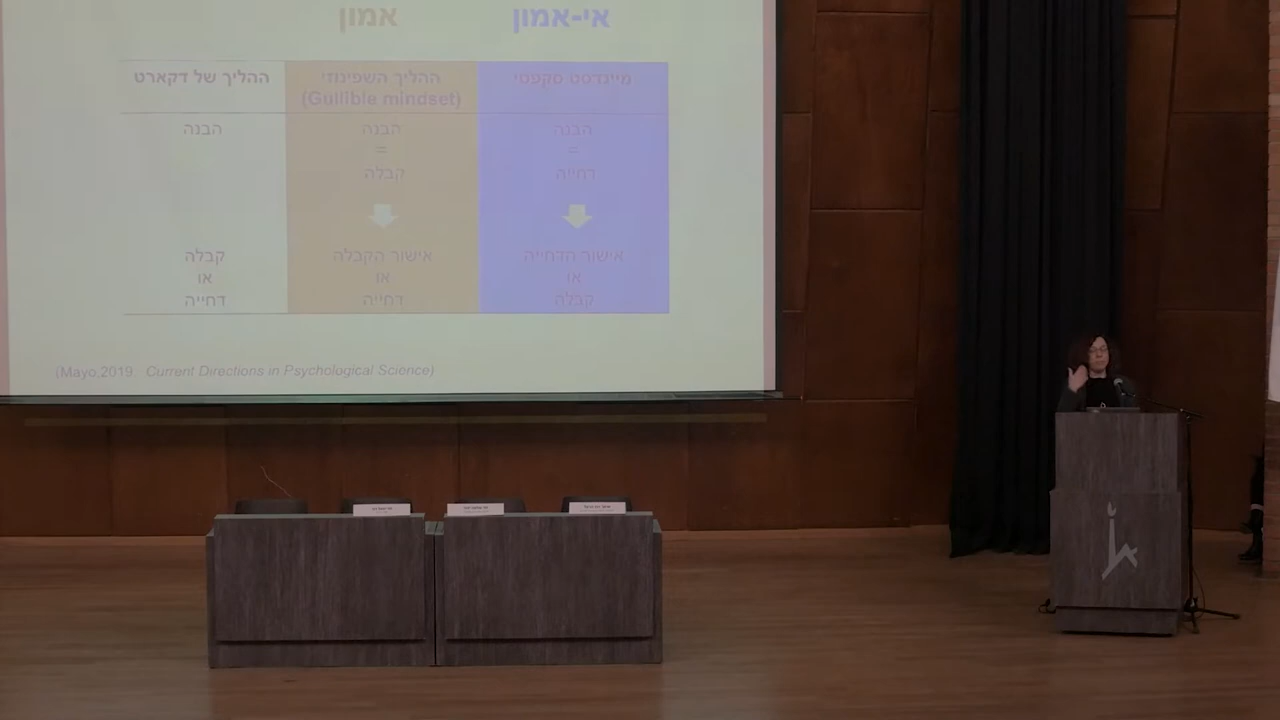 אמון
אי-אמון
ההליך של דקארט
ההליך השפינוזי
(Gullible mindset)
מיינדסט סקפטי
הבנה
הבנה
=
קבלה
הבנה
=
דחייה
קבלה
או
דחייה
אישור הקבלה
או
דחייה
אישור הדחייה
או
קבלה
(Mayo,2019. Current Directions in Psychological Science)